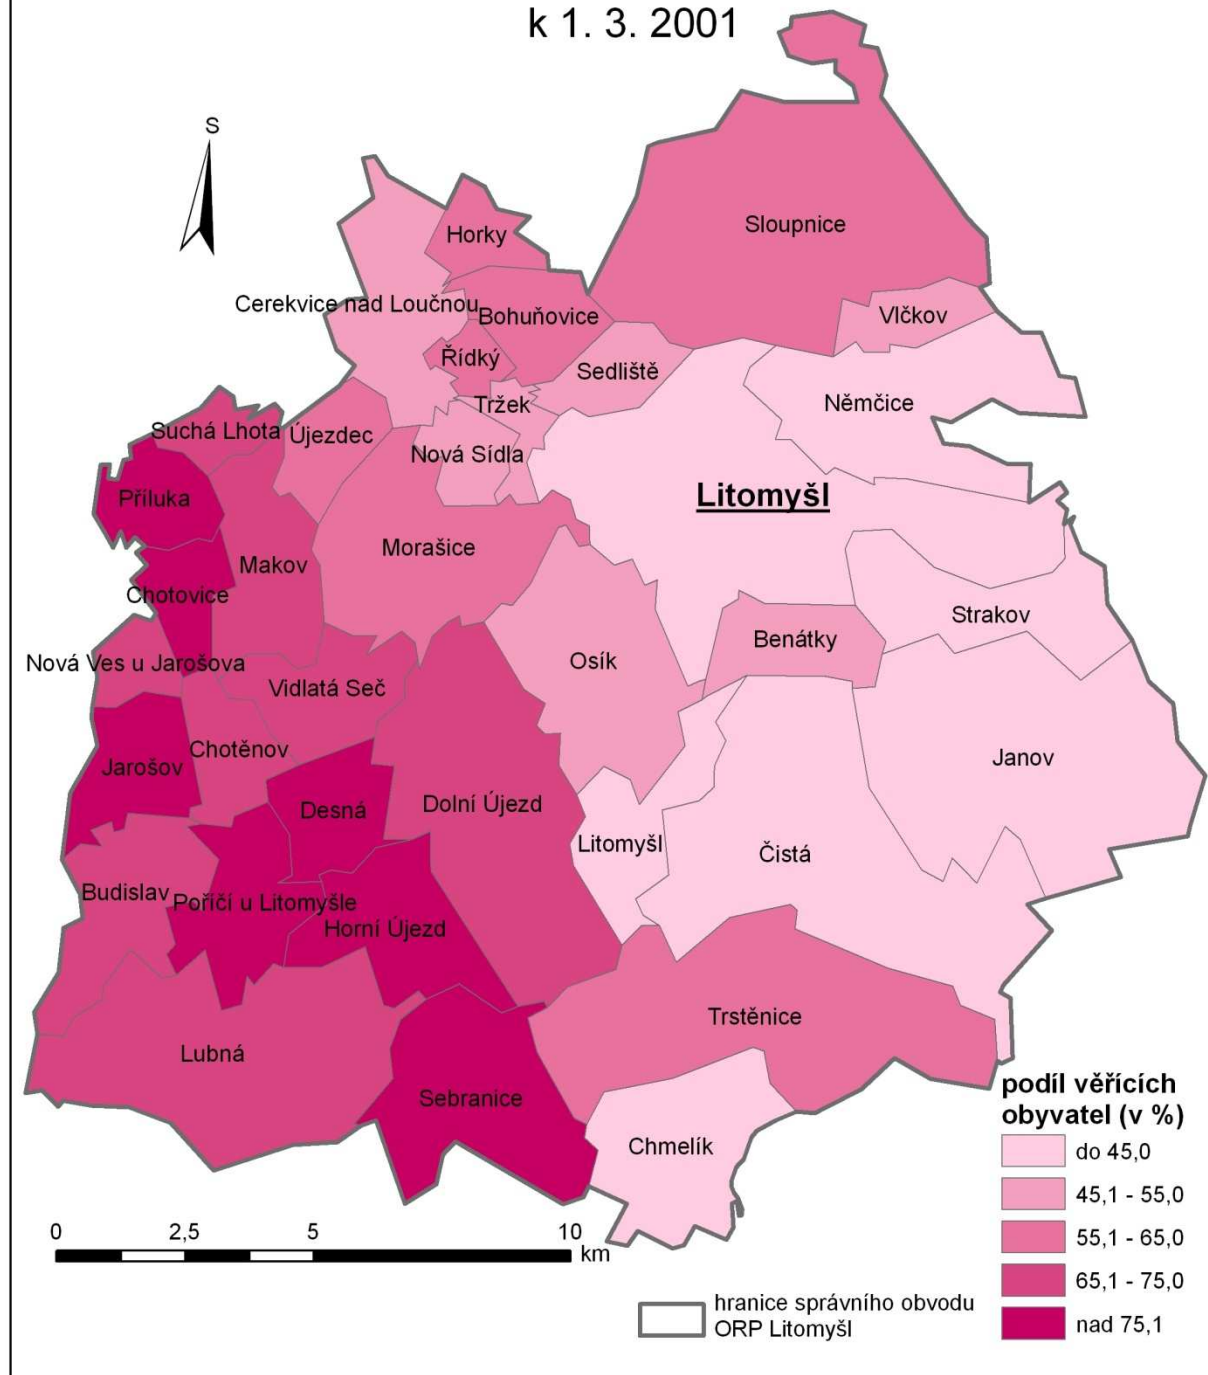 k 1. 3. 2001
S
Sloupnice
Horky
Cerekvice nad Loučnou
Bohuňovice
Vlčkov
Řídký
Sedliště
Tržek
Němčice
Suchá Lhota
Újezdec
Nová Sídla
Příluka
Litomyšl
Morašice
Makov
Chotovice
Strakov
Benátky
Nová Ves u Jarošova
Osík
Vidlatá Seč
Chotěnov
Janov
Jarošov
Desná
Dolní Újezd
Litomyšl
Čistá
Budislav
Poříčí u Litomyšle
Horní Újezd
Trstěnice
Lubná
Sebranice
Chmelík
podíl věřících
obyvatel (v %)
do 45,0
45,1 - 55,0
55,1 - 65,0
65,1 - 75,0
nad 75,1
0 2,5 5 10
km
hranice správního obvodu
ORP Litomyšl